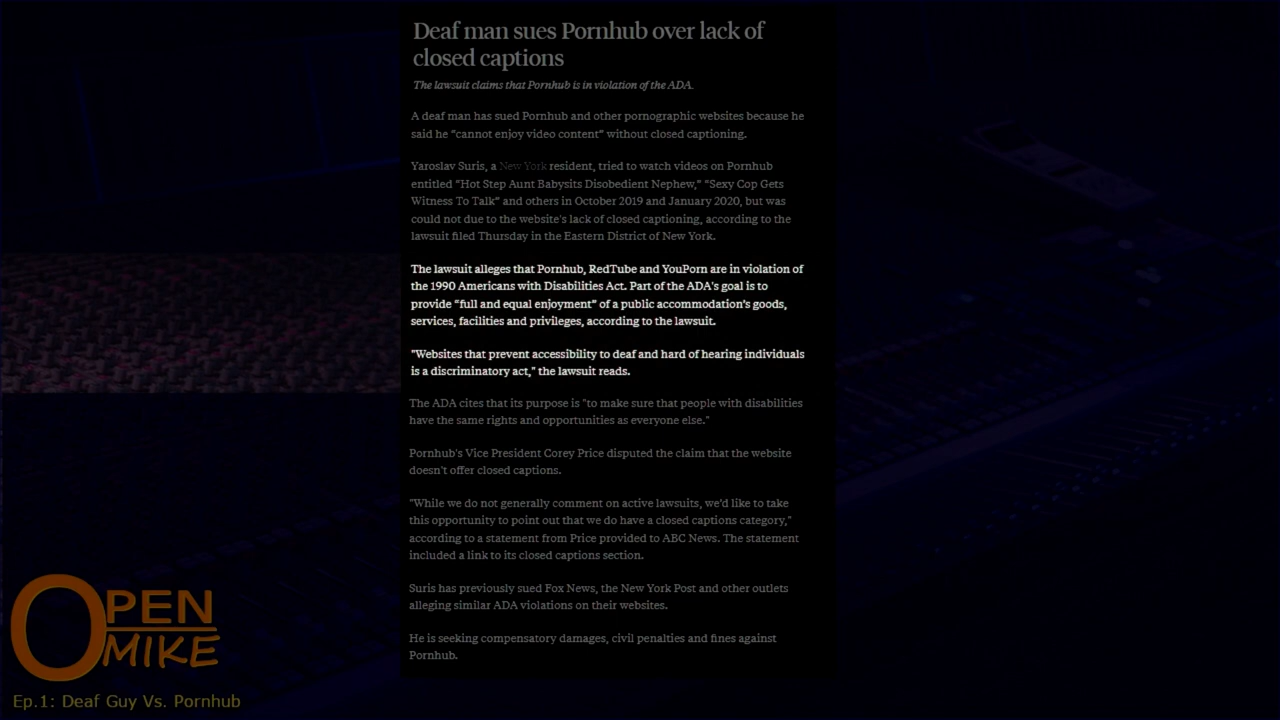 Deaf man sues Pornhub over lack of
closed captions
The lawsuit claims that Pornhub is in violation of the ADA.
A deaf man has sued Pornhub and other pornographic websites because he
said he “cannot enjoy video content” without closed captioning.
Yaroslav Suris, a New York resident, tried to watch videos on Pornhub
entitled “Hot Step Aunt Babysits Disobedient Nephew,” “Sexy Cop Gets
Witness To Talk” and others in October 2019 and January 2020, but was
could not due to the website's lack of closed captioning, according to the
lawsuit filed Thursday in the Eastern District of New York.
The lawsuit alleges that Pornhub, RedTube and YouPorn are in violation of
the 1990 Americans with Disabilities Act. Part of the ADA's goal is to
provide “full and equal enjoyment” of a public accommodation's goods,
services, facilities and privileges, according to the lawsuit.
"Websites that prevent accessibility to deaf and hard of hearing individuals
is a discriminatory act," the lawsuit reads.
The ADA cites that its purpose is "to make sure that people with disabilities
have the same rights and opportunities as everyone else."
Pornhub's Vice President Corey Price disputed the claim that the website
doesn't offer closed captions.
"While we do not generally comment on active lawsuits, we'd like to take
this opportunity to point out that we do have a closed captions category,"
according to a statement from Price provided to ABC News. The statement
included a link to its closed captions section.
Suris has previously sued Fox News, the New York Post and other outlets
alleging similar ADA violations on their websites.
He is seeking compensatory damages, civil penalties and fines against
Pornhub.
OPEN
MIKE
Ep.1: Deaf Guy Vs. Pornhub